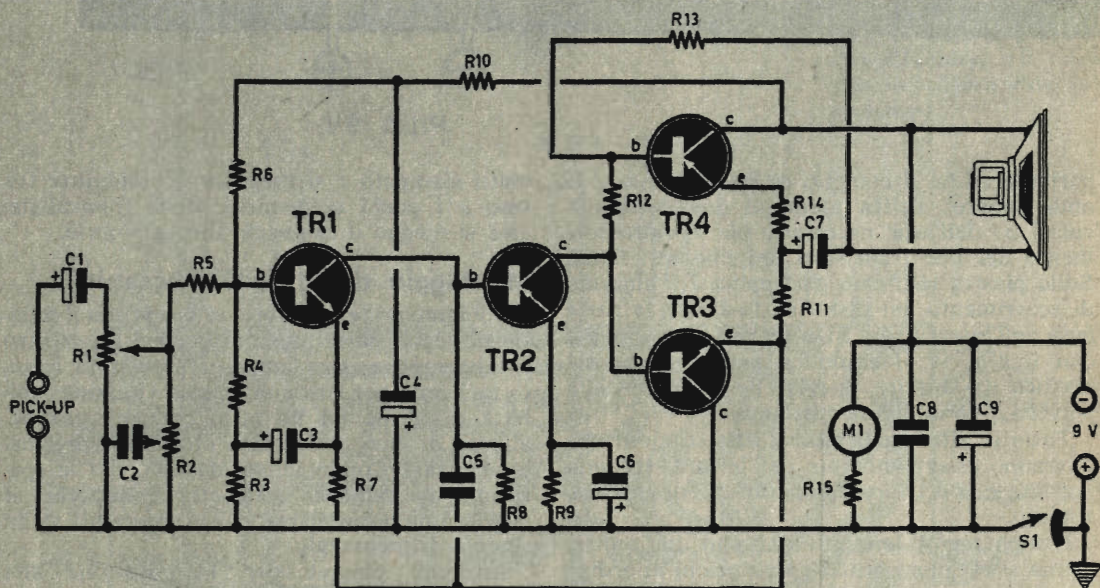 R13
R10
b
c
e
R6
R12
TR4
R14
C7
+
TR1
C1
+
R5
b
c
e
b
c
e
TR3
R11
R1
TR2
b
e
c
R4
C4
+
PICK-UP
C2
R2
+
C3
M1
C8
C9
+
−
9 V
+
R3
R7
C5
R8
R9
C6
+
R15
S1